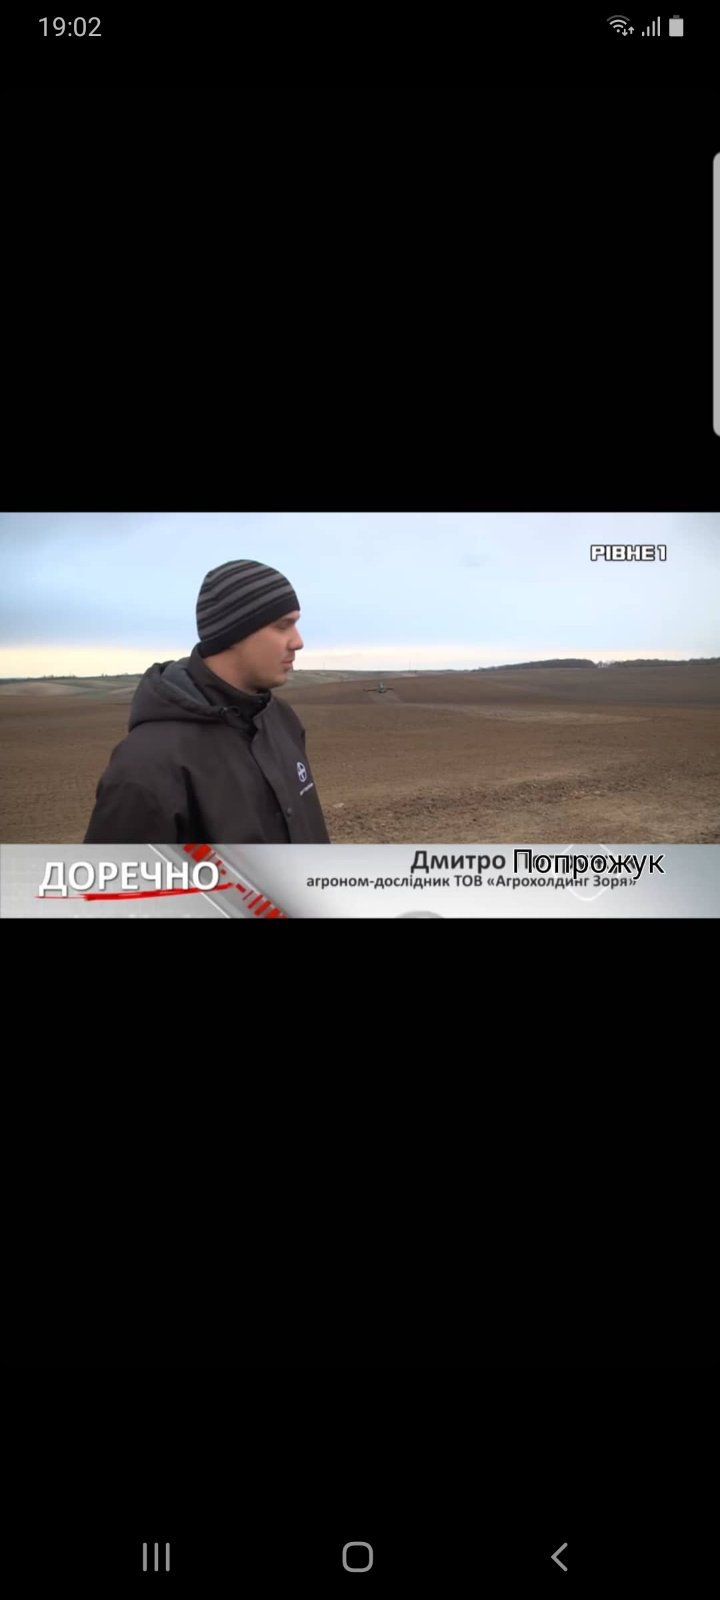 19:02
РІВНЕ 1
ДОРЕЧНО
Дмитро Попрожук
агроном-дослідник ТОВ «Агрохолдинг Зоря»